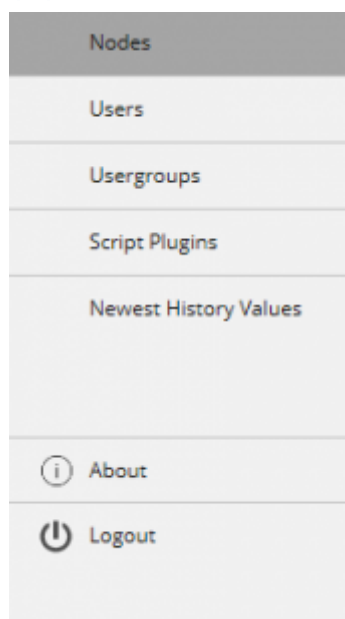 Nodes
Users
Usergroups
Script Plugins
Newest History Values
About
Logout